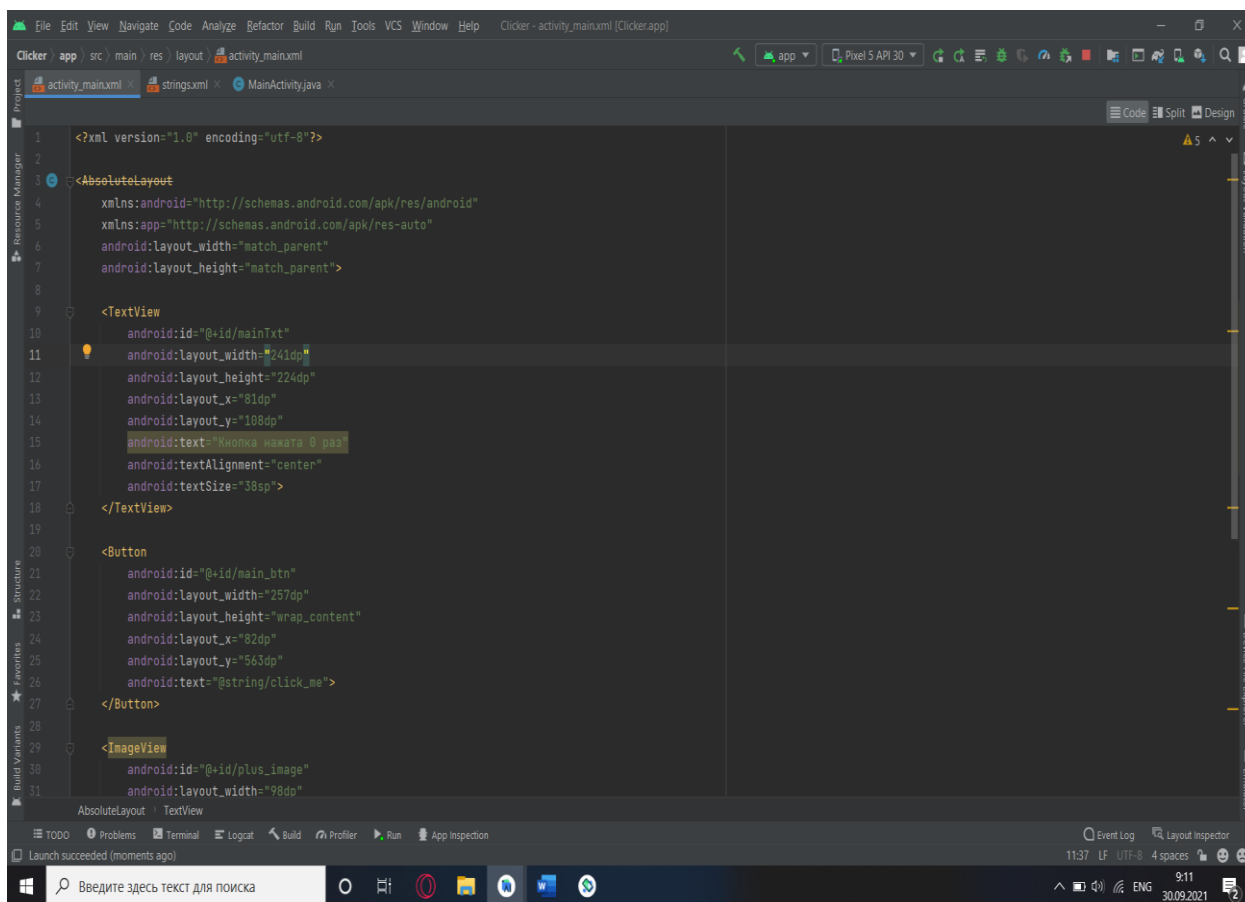 File Edit View Navigate Code Analyze Refactor Build Run Tools VCS Window Help Clicker - activity_main.xml [Clicker.app]
Clicker app src main res layout activity_main.xml app Pixel 5 API 30
activity_main.xml strings.xml MainActivity.java
Project
Code Split Design
1 <?xml version="1.0" encoding="utf-8"?>
5
2
3 <AbsoluteLayout
4 xmlns:android="http://schemas.android.com/apk/res/android"
5 xmlns:app="http://schemas.android.com/apk/res-auto"
6 android:layout_width="match_parent"
7 android:layout_height="match_parent">
8
9 <TextView
10 android:id="@+id/mainTxt"
11 android:layout_width="241dp"
12 android:layout_height="224dp"
13 android:layout_x="81dp"
14 android:layout_y="108dp"
15 android:text="Кнопка нажата 0 раз"
16 android:textAlignment="center"
17 android:textSize="38sp">
18 </TextView>
19
20 <Button
21 android:id="@+id/main_btn"
22 android:layout_width="257dp"
23 android:layout_height="wrap_content"
24 android:layout_x="82dp"
25 android:layout_y="563dp"
26 android:text="@string/click_me">
27 </Button>
28
29 <ImageView
30 android:id="@+id/plus_image"
31 android:layout_width="98dp"
Resource Manager
Structure
Favorites
Build Variants
AbsoluteLayout TextView
TODO Problems Terminal Logcat Build Profiler Run App Inspection Event Log Layout Inspector
Launch succeeded (moments ago) 11:37 LF UTF-8 4 spaces
Введите здесь текст для поиска ENG 9:11
30.09.2021 2